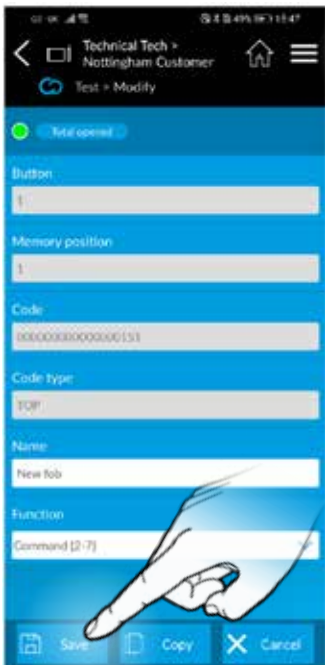 Technical Tech >
Nottingham Customer
Test > Modify
Total opened
Button
1
Memory position
1
Code
Code type
TOP
Name
New fob
Function
Command [2-7]
Save
Copy
Cancel